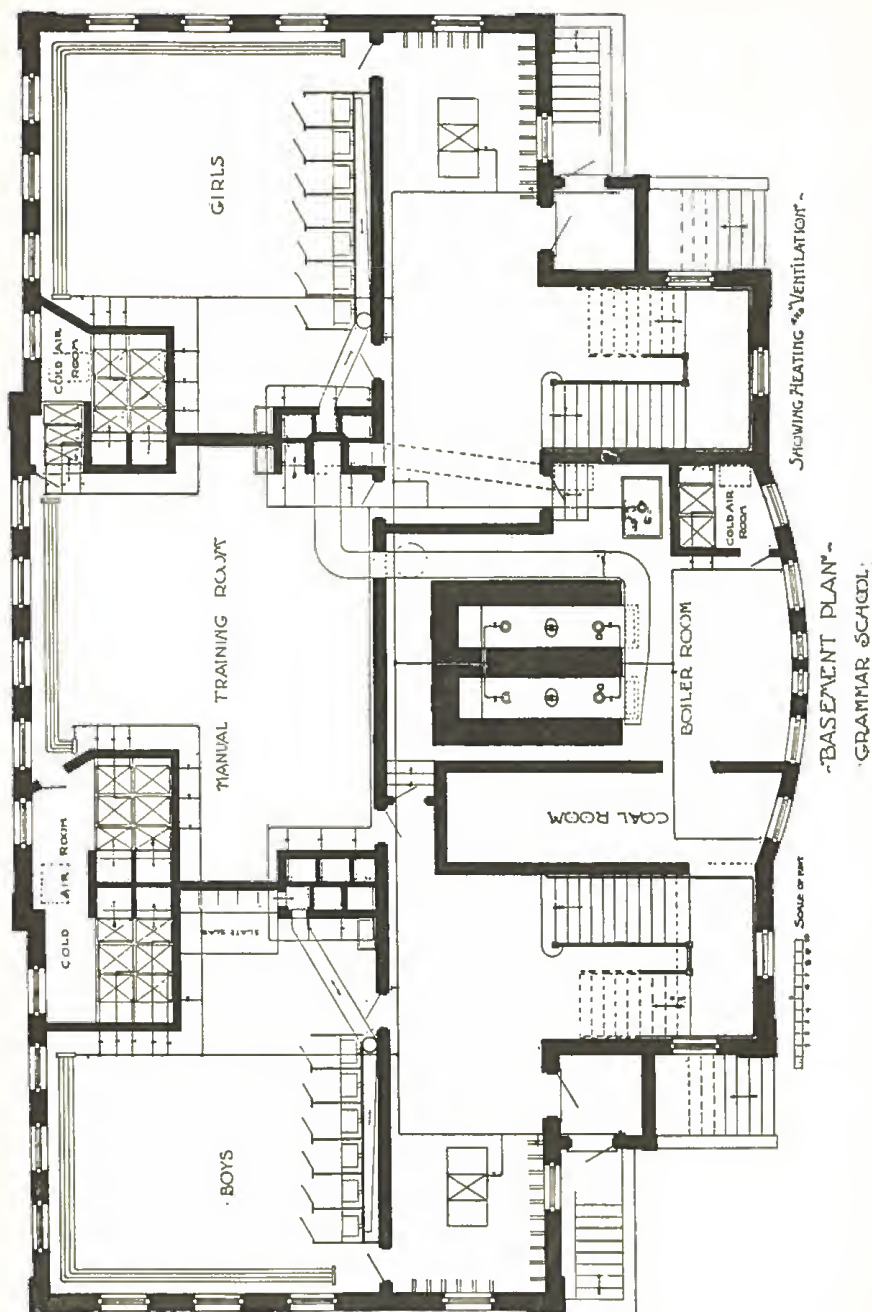 BOYS
GIRLS
COLD AIR ROOM
COLD AIR
ROOM
MANUAL TRAINING ROOM
SLATE SLAB
COAL ROOM
BOILER ROOM
COLD AIR
ROOM
SCALE OF FEET
-BASEMENT PLAN-
SHOWING HEATING & VENTILATION-
·GRAMMAR SCHOOL·